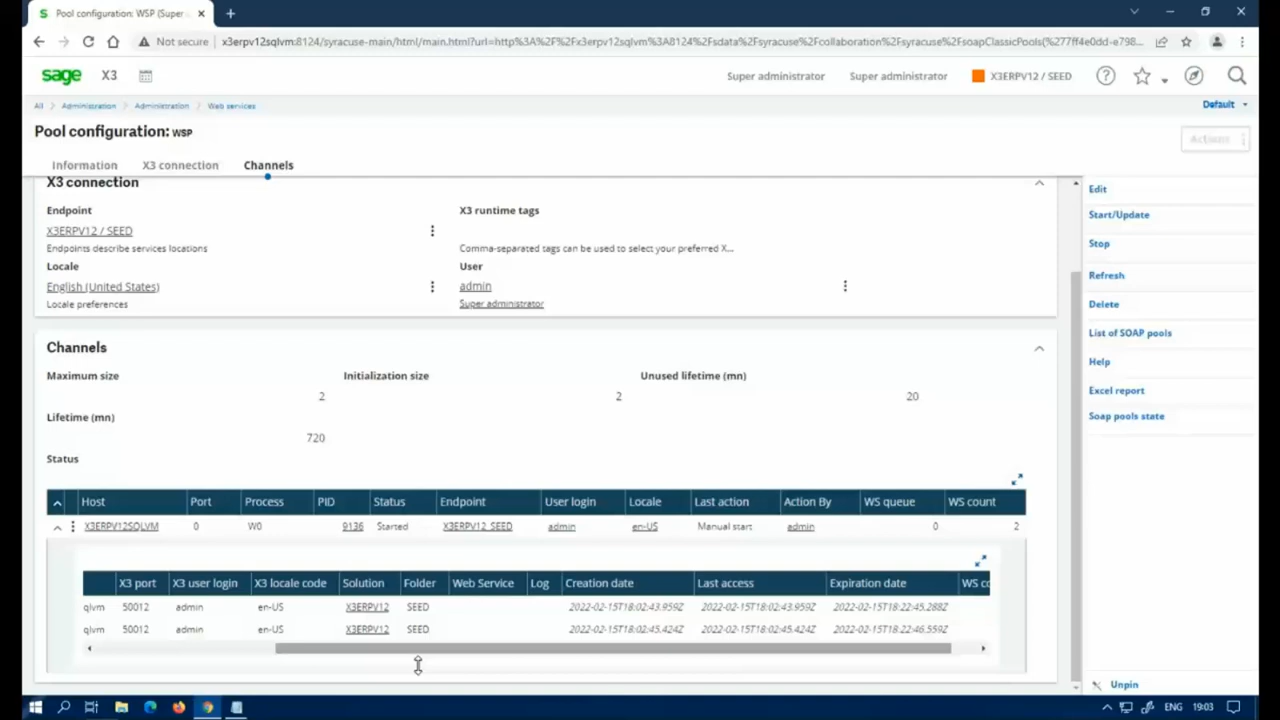 Pool configuration: WSP (Super
Not secure
x3erpv12sqlvm:8124/syracuse-main/html/main.html?url=http%3A%2F%2Fx3erpv12sqlvm%3A8124%2Fsdata%2Fsyracuse%2Fcollaboration%2Fsyracuse%2FsoapClassicPools(%277ff4e0dd-e798...
sage X3
Super administrator Super administrator X3ERPV12 / SEED
All Administration Administration Web services
Default
Pool configuration: WSP
Actions
Information X3 connection Channels
X3 connection
Endpoint X3 runtime tags
X3ERPV12 / SEED
Endpoints describe services locations Comma-separated tags can be used to select your preferred X...
Locale User
English (United States) admin
Locale preferences Super administrator
Channels
Maximum size Initialization size Unused lifetime (mn)
2 2 20
Lifetime (mn)
720
Status
Host Port Process PID Status Endpoint User login Locale Last action Action By WS queue WS count
X3ERPV12SQLVM 0 W0 9136 Started X3ERPV12_SEED admin en-US Manual start admin 0 2
X3 port X3 user login X3 locale code Solution Folder Web Service Log Creation date Last access Expiration date WS co
qlvm 50012 admin en-US X3ERPV12 SEED 2022-02-15T18:02:43.959Z 2022-02-15T18:02:43.959Z 2022-02-15T18:22:45.288Z
qlvm 50012 admin en-US X3ERPV12 SEED 2022-02-15T18:02:45.424Z 2022-02-15T18:02:45.424Z 2022-02-15T18:22:46.559Z
Edit
Start/Update
Stop
Refresh
Delete
List of SOAP pools
Help
Excel report
Soap pools state
Unpin
ENG 19:03